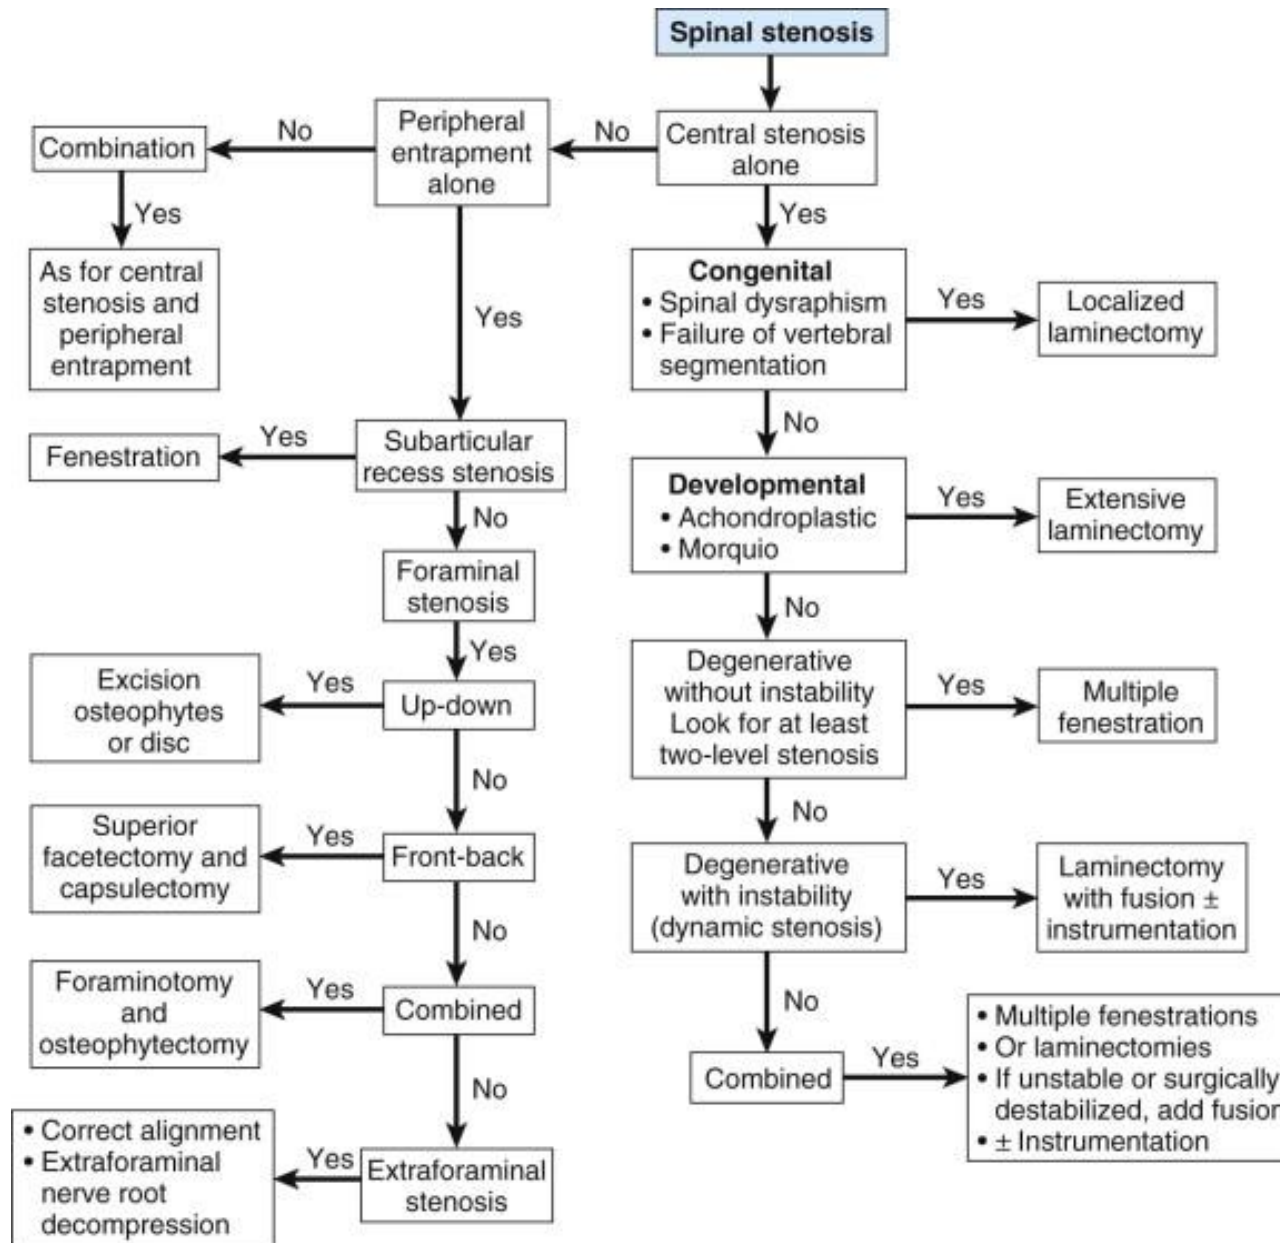 Spinal stenosis
Central stenosis
alone
No
Peripheral
entrapment
alone
No
Combination
Yes
As for central
stenosis and
peripheral
entrapment
Yes
Subarticular
recess stenosis
Yes
Fenestration
No
Foraminal
stenosis
Yes
Up-down
Yes
Excision
osteophytes
or disc
No
Front-back
Yes
Superior
facetectomy and
capsulectomy
No
Combined
Yes
Foraminotomy
and
osteophytectomy
No
Extraforaminal
stenosis
Yes
• Correct alignment
• Extraforaminal
nerve root
decompression
Yes
Congenital
• Spinal dysraphism
• Failure of vertebral
segmentation
Yes
Localized
laminectomy
No
Developmental
• Achondroplastic
• Morquio
Yes
Extensive
laminectomy
No
Degenerative
without instability
Look for at least
two-level stenosis
Yes
Multiple
fenestration
No
Degenerative
with instability
(dynamic stenosis)
Yes
Laminectomy
with fusion ±
instrumentation
No
Combined
Yes
• Multiple fenestrations
• Or laminectomies
• If unstable or surgically
destabilized, add fusion
• ± Instrumentation